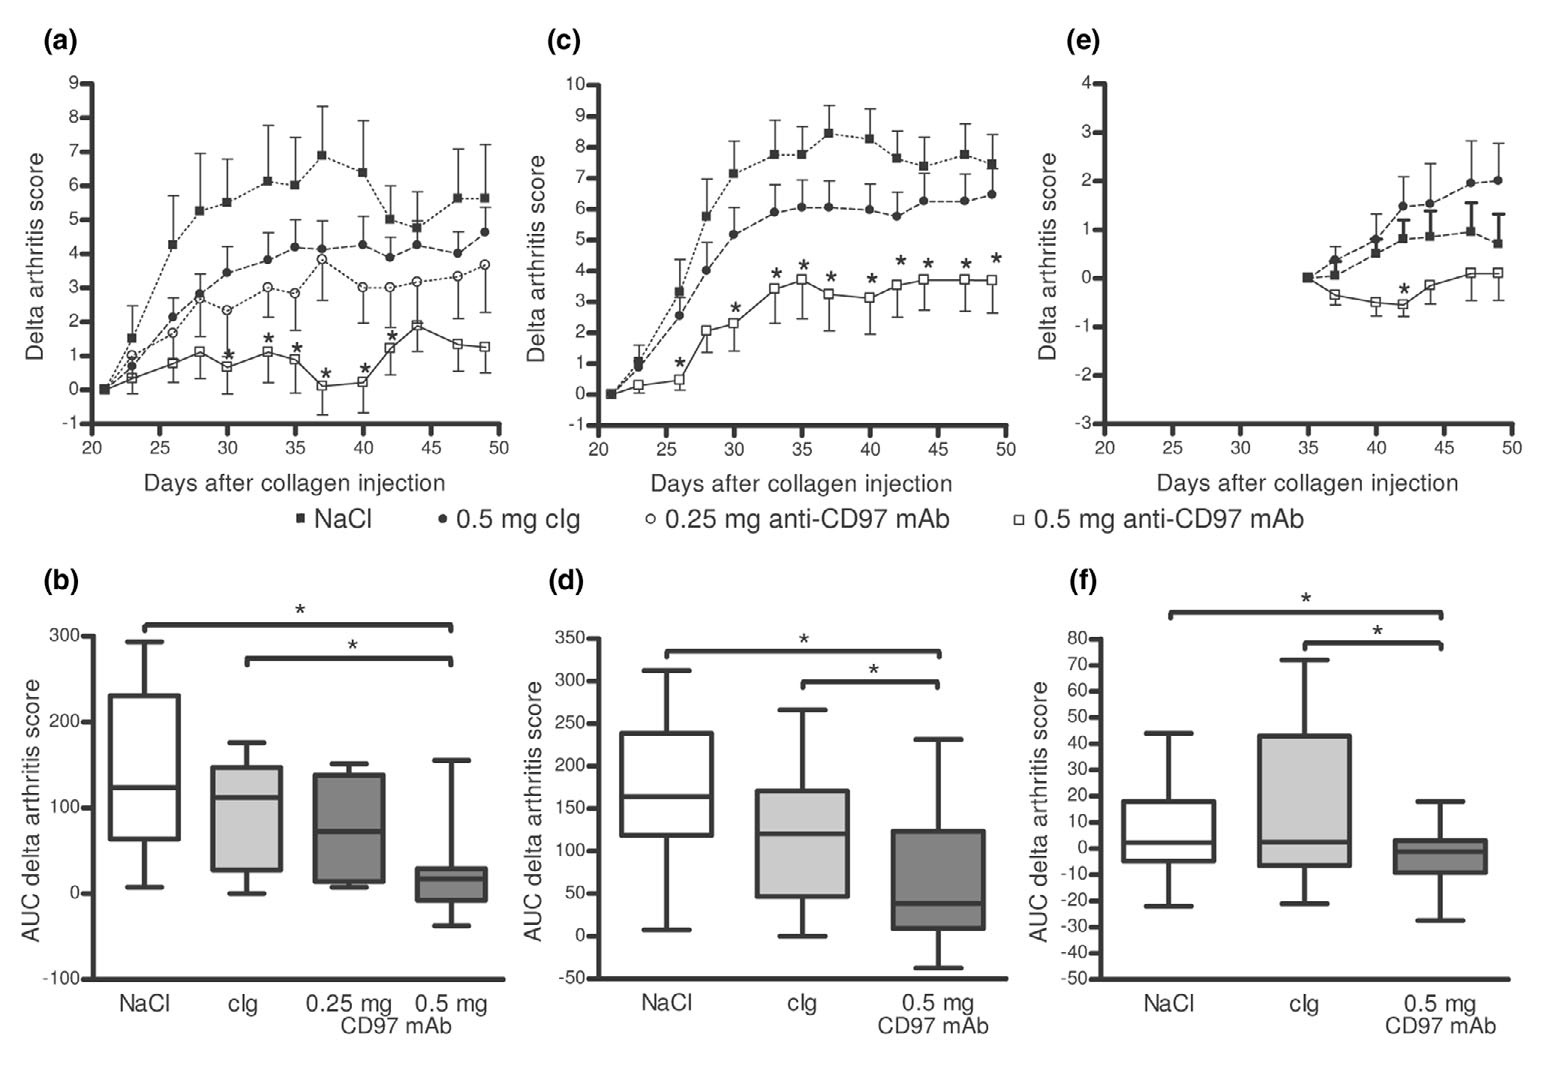 (a) (c) (e)
9
8
7
6
5
4
3
2
1
0
-1
Delta arthritis score
* * * * * *
20 25 30 35 40 45 50
Days after collagen injection
10
9
8
7
6
5
4
3
2
1
0
-1
Delta arthritis score
* * * * * * * * * *
20 25 30 35 40 45 50
Days after collagen injection
4
3
2
1
0
-1
-2
-3
Delta arthritis score
*
20 25 30 35 40 45 50
Days after collagen injection
NaCl 0.5 mg cIg 0.25 mg anti-CD97 mAb 0.5 mg anti-CD97 mAb
(b) (d) (f)
300
200
100
0
-100
AUC delta arthritis score
*
*
NaCl cIg 0.25 mg 0.5 mg
CD97 mAb
350
300
250
200
150
100
50
0
-50
AUC delta arthritis score
*
*
NaCl cIg 0.5 mg
CD97 mAb
80
70
60
50
40
30
20
10
0
-10
-20
-30
-40
-50
AUC delta arthritis score
*
*
NaCl cIg 0.5 mg
CD97 mAb